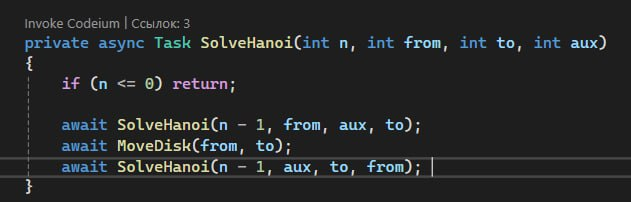 Invoke Codeium | Ссылок: 3
private async Task SolveHanoi(int n, int from, int to, int aux)
{
    if (n <= 0) return;

    await SolveHanoi(n - 1, from, aux, to);
    await MoveDisk(from, to);
    await SolveHanoi(n - 1, aux, to, from);
}